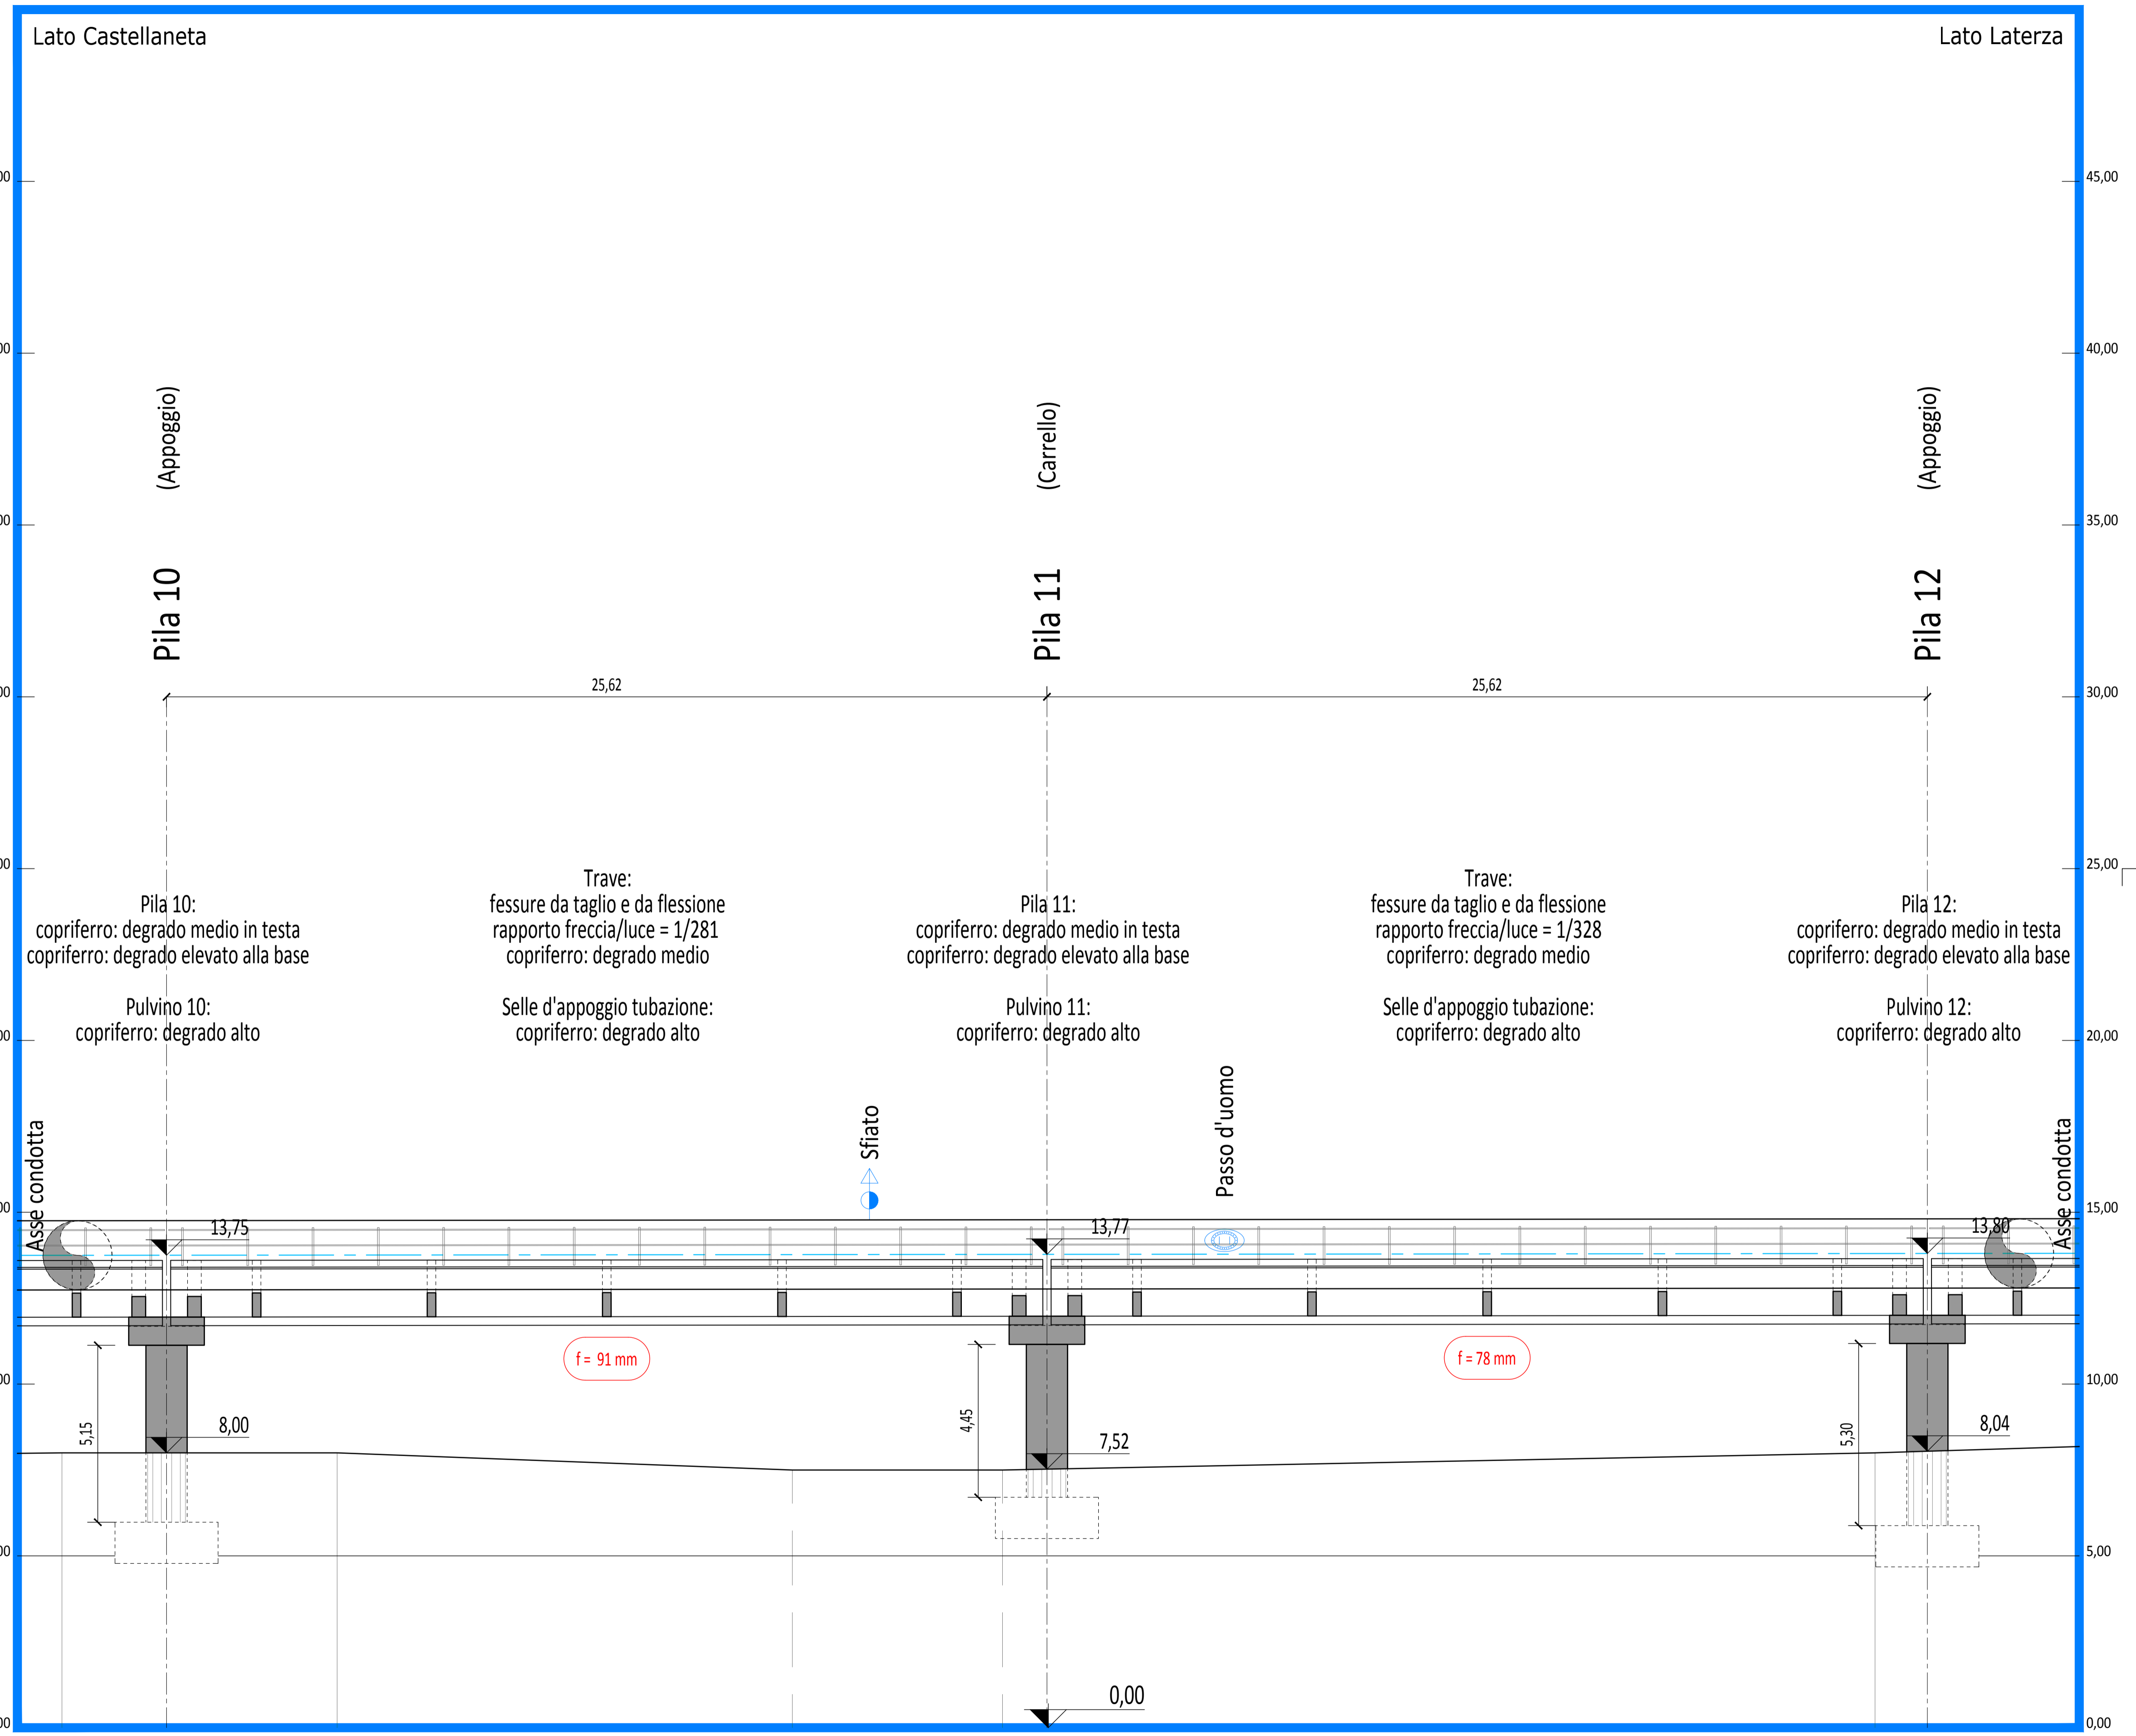 Lato Castellaneta
Lato Laterza
(Appoggio)
(Carrello)
(Appoggio)
Pila 10
Pila 11
Pila 12
25,62
25,62
Pila 10:
copriferro: degrado medio in testa
copriferro: degrado elevato alla base
Pulvino 10:
copriferro: degrado alto
Trave:
fessure da taglio e da flessione
rapporto freccia/luce = 1/281
copriferro: degrado medio
Selle d'appoggio tubazione:
copriferro: degrado alto
Pila 11:
copriferro: degrado medio in testa
copriferro: degrado elevato alla base
Pulvino 11:
copriferro: degrado alto
Trave:
fessure da taglio e da flessione
rapporto freccia/luce = 1/328
copriferro: degrado medio
Selle d'appoggio tubazione:
copriferro: degrado alto
Pila 12:
copriferro: degrado medio in testa
copriferro: degrado elevato alla base
Pulvino 12:
copriferro: degrado alto
Asse condotta
Sfiato
Passo d'uomo
Asse condotta
13,75
13,77
13,80
f = 91 mm
f = 78 mm
5,15
8,00
4,45
7,52
5,30
8,04
0,00
45,00
40,00
35,00
30,00
25,00
20,00
15,00
10,00
5,00
0,00